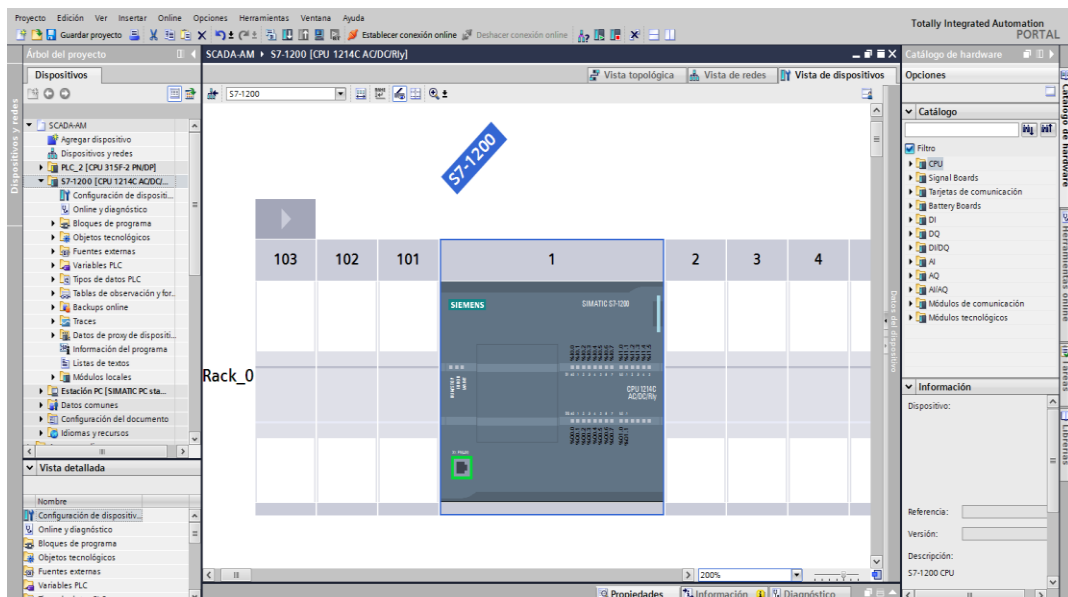 Proyecto Edición Ver Insertar Online Opciones Herramientas Ventana Ayuda
Guardar proyecto Establecer conexión online Deshacer conexión online
Totally Integrated Automation
PORTAL
Árbol del proyecto
SCADA-AM S7-1200 [CPU 1214C AC/DC/Rly]
Catálogo de hardware
Dispositivos
Vista topológica Vista de redes Vista de dispositivos
Opciones
S7-1200
Dispositivos y redes
SCADA-AM
Agregar dispositivo
Dispositivos y redes
PLC_2 [CPU 315F-2 PN/DP]
S7-1200 [CPU 1214C AC/DC/...
Configuración de dispositi...
Online y diagnóstico
Bloques de programa
Objetos tecnológicos
Fuentes externas
Variables PLC
Tipos de datos PLC
Tablas de observación y for..
Backups online
Traces
Datos de proxy de dispositi...
Información del programa
Listas de textos
Módulos locales
Estación PC [SIMATIC PC sta...
Datos comunes
Configuración del documento
Idiomas y recursos
Vista detallada
Nombre
Configuración de dispositiv...
Online y diagnóstico
Bloques de programa
Objetos tecnológicos
Fuentes externas
Variables PLC
S7-1200
103 102 101 1 2 3 4
Rack_0
SIEMENS SIMATIC S7-1200
CPU 1214C
AC/DC/Rly
200%
Datos del dispositivo
Propiedades Información Diagnóstico
Catálogo
Filtro
CPU
Signal Boards
Tarjetas de comunicación
Battery Boards
DI
DQ
DI/DQ
AI
AQ
AI/AQ
Módulos de comunicación
Módulos tecnológicos
Información
Dispositivo:
Referencia:
Versión:
Descripción:
S7-1200 CPU
Catálogo de hardware
Herramientas online
Tareas
Librerías